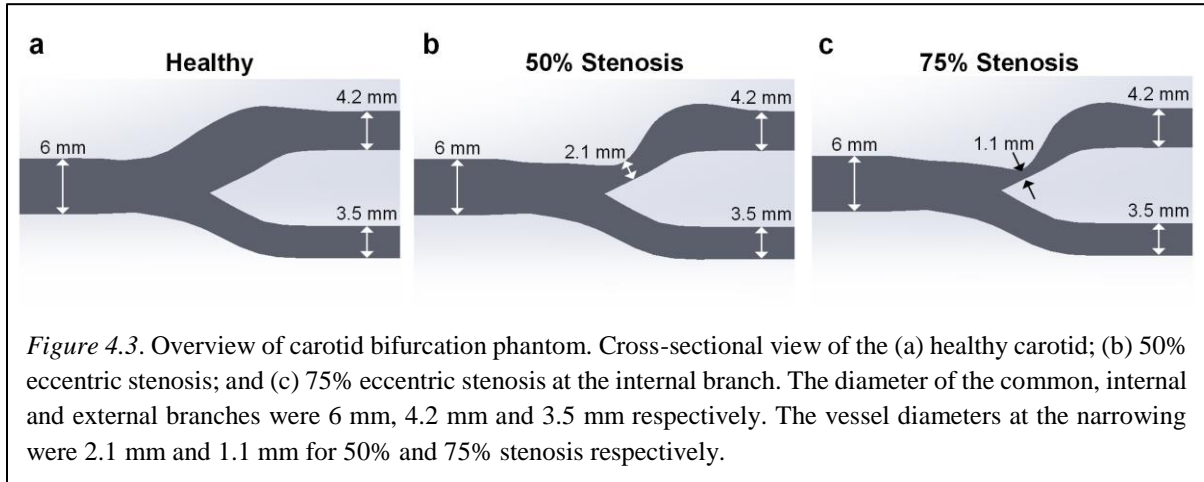 a
Healthy
4.2 mm
6 mm
3.5 mm
b
50% Stenosis
4.2 mm
2.1 mm
6 mm
3.5 mm
c
75% Stenosis
4.2 mm
1.1 mm
6 mm
3.5 mm
Figure 4.3. Overview of carotid bifurcation phantom. Cross-sectional view of the (a) healthy carotid; (b) 50%
eccentric stenosis; and (c) 75% eccentric stenosis at the internal branch. The diameter of the common, internal
and external branches were 6 mm, 4.2 mm and 3.5 mm respectively. The vessel diameters at the narrowing
were 2.1 mm and 1.1 mm for 50% and 75% stenosis respectively.